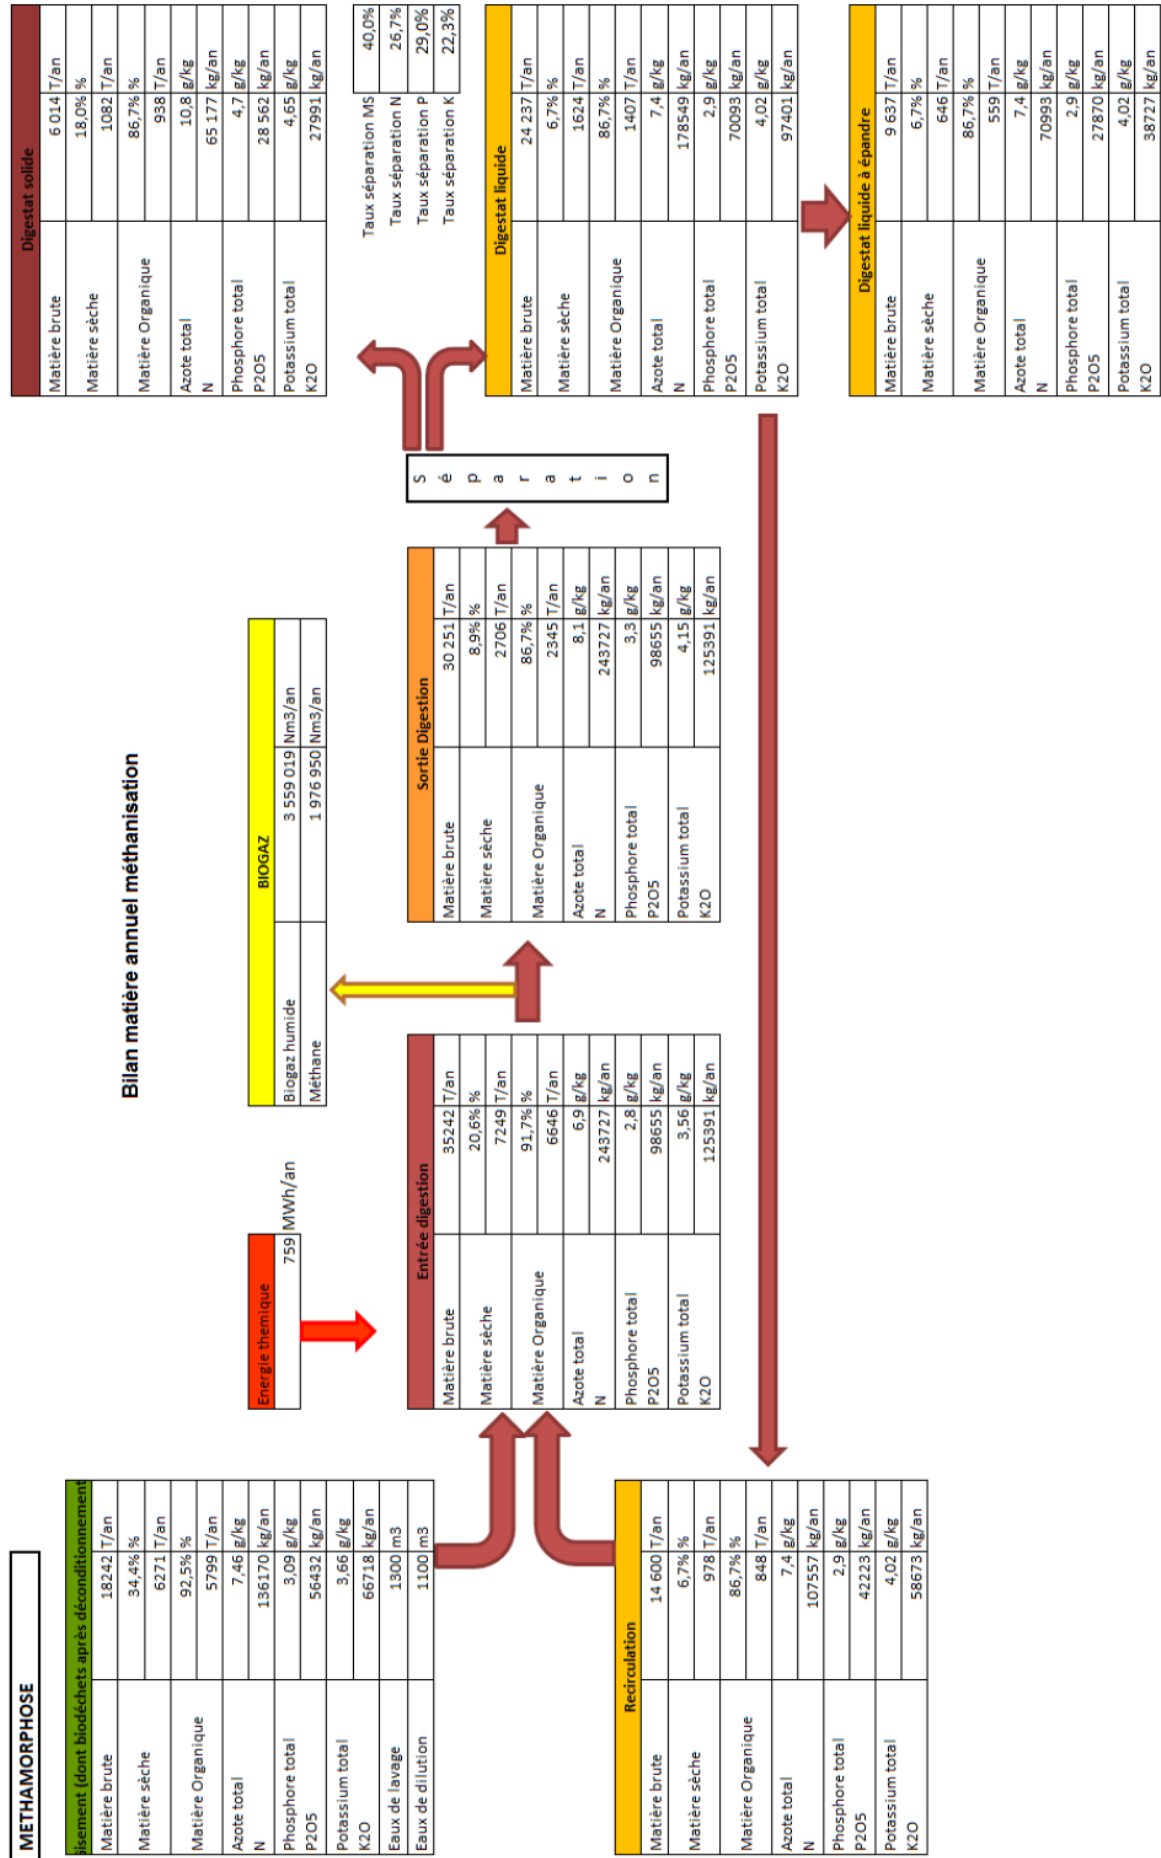 METHAMORPHOSE
Bilan matière annuel méthanisation
isement (dont biodéchets après déconditionnement
Matière brute 18242 T/an
Matière sèche 34,4% %
6271 T/an
Matière Organique 92,5% %
5799 T/an
Azote total 7,46 g/kg
N 136170 kg/an
Phosphore total 3,09 g/kg
P2O5 56432 kg/an
Potassium total 3,66 g/kg
K2O 66718 kg/an
Eaux de lavage 1300 m3
Eaux de dilution 1100 m3
Recirculation
Matière brute 14 600 T/an
Matière sèche 6,7% %
978 T/an
Matière Organique 86,7% %
848 T/an
Azote total 7,4 g/kg
N 107557 kg/an
Phosphore total 2,9 g/kg
P2O5 42223 kg/an
Potassium total 4,02 g/kg
K2O 58673 kg/an
Energie themique
759 MWh/an
Entrée digestion
Matière brute 35242 T/an
Matière sèche 20,6% %
7249 T/an
Matière Organique 91,7% %
6646 T/an
Azote total 6,9 g/kg
N 243727 kg/an
Phosphore total 2,8 g/kg
P2O5 98655 kg/an
Potassium total 3,56 g/kg
K2O 125391 kg/an
BIOGAZ
Biogaz humide 3 559 019 Nm3/an
Méthane 1 976 950 Nm3/an
Sortie Digestion
Matière brute 30 251 T/an
Matière sèche 8,9% %
2706 T/an
Matière Organique 86,7% %
2345 T/an
Azote total 8,1 g/kg
N 243727 kg/an
Phosphore total 3,3 g/kg
P2O5 98655 kg/an
Potassium total 4,15 g/kg
K2O 125391 kg/an
Séparation
Digestat solide
Matière brute 6 014 T/an
Matière sèche 18,0% %
1082 T/an
Matière Organique 86,7% %
938 T/an
Azote total 10,8 g/kg
N 65 177 kg/an
Phosphore total 4,7 g/kg
P2O5 28 562 kg/an
Potassium total 4,65 g/kg
K2O 27991 kg/an
Taux séparation MS 40,0%
Taux séparation N 26,7%
Taux séparation P 29,0%
Taux séparation K 22,3%
Digestat liquide
Matière brute 24 237 T/an
Matière sèche 6,7% %
1624 T/an
Matière Organique 86,7% %
1407 T/an
Azote total 7,4 g/kg
N 178549 kg/an
Phosphore total 2,9 g/kg
P2O5 70093 kg/an
Potassium total 4,02 g/kg
K2O 97401 kg/an
Digestat liquide à épandre
Matière brute 9 637 T/an
Matière sèche 6,7% %
646 T/an
Matière Organique 86,7% %
559 T/an
Azote total 7,4 g/kg
N 70993 kg/an
Phosphore total 2,9 g/kg
P2O5 27870 kg/an
Potassium total 4,02 g/kg
K2O 38727 kg/an